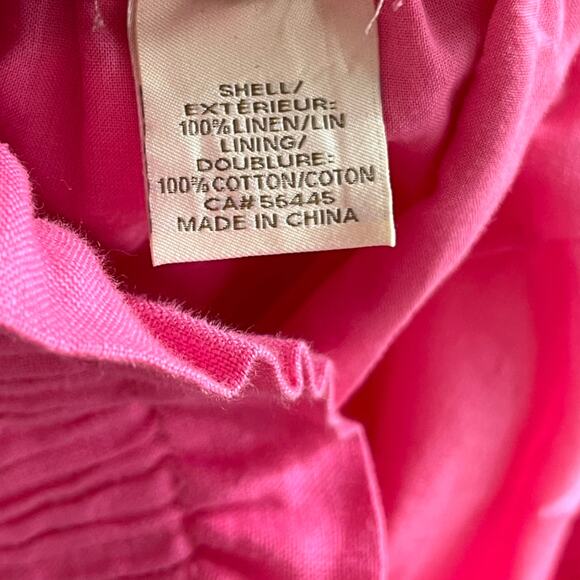 SHELL/
EXTÉRIEUR:
100%LINEN/LIN
LINING/
DOUBLURE:
100%COTTON/COTON
CA# 56445
MADE IN CHINA